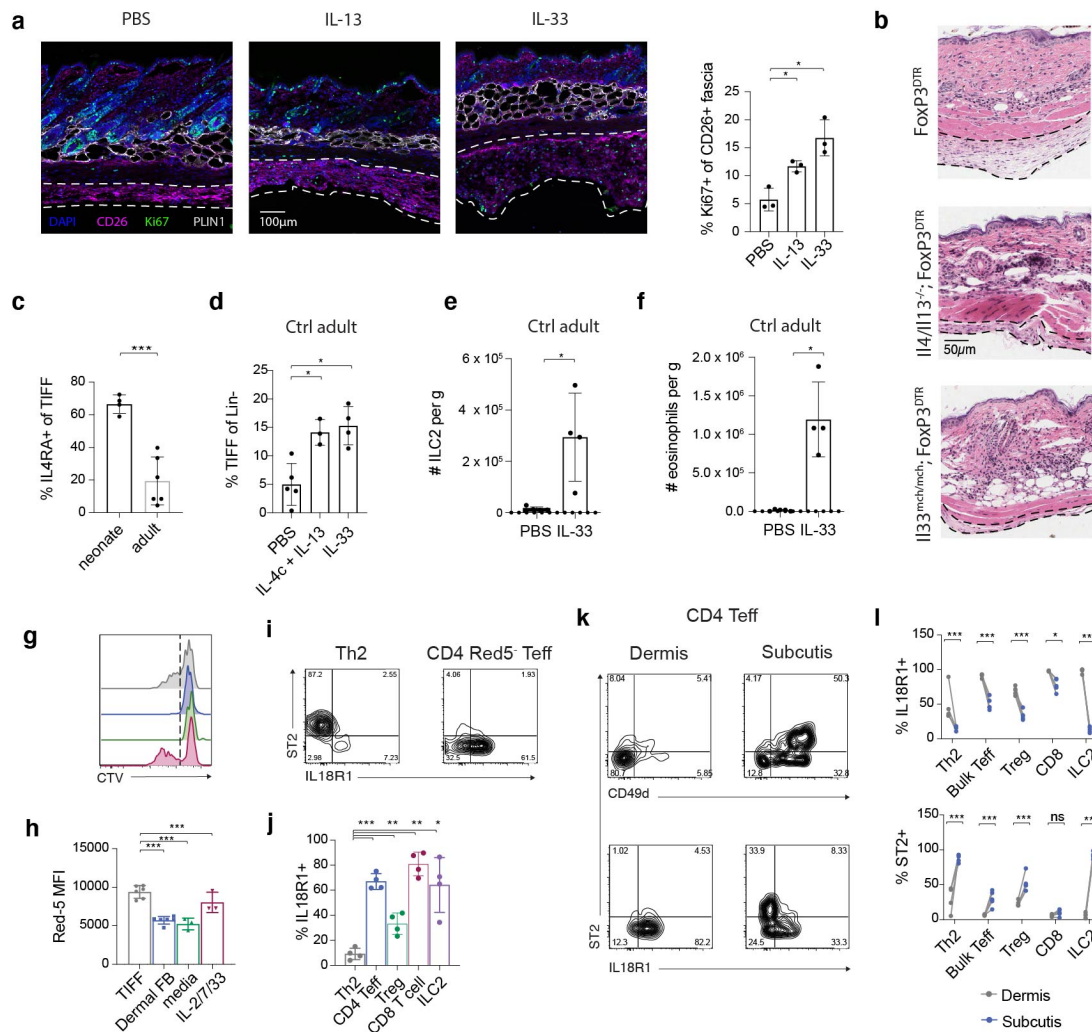 a
PBS
IL-13
IL-33
DAPI
CD26
Ki67
PLIN1
100µm
% Ki67+ of CD26+ fascia
25
20
15
10
5
0
*
*
PBS
IL-13
IL-33
b
FoxP3DTR
Il4/Il13-/-; FoxP3DTR
50µm
Il33mch/mch; FoxP3DTR
c
***
% IL4RA+ of TIFF
100
80
60
40
20
0
neonate
adult
d
Ctrl adult
*
*
% TIFF of Lin-
25
20
15
10
5
0
PBS
IL-4c + IL-13
IL-33
e
Ctrl adult
*
# ILC2 per g
6 x 10⁵
4 x 10⁵
2 x 10⁵
0
PBS IL-33
f
Ctrl adult
*
# eosinophils per g
2.0 x 10⁶
1.5 x 10⁶
1.0 x 10⁶
5.0 x 10⁵
0.0
PBS IL-33
g
CTV
h
***
***
***
Red-5 MFI
15000
10000
5000
0
TIFF
Dermal FB
media
IL-2/7/33
i
Th2
CD4 Red5- Teff
87.2
2.55
2.98
7.23
4.06
1.93
32.5
61.5
ST2
IL18R1
j
*** ** ** *
% IL18R1+
100
80
60
40
20
0
Th2
CD4 Teff
Treg
CD8 T cell
ILC2
k
CD4 Teff
Dermis
Subcutis
8.04
5.41
80.7
5.85
4.17
50.3
12.8
32.8
CD49d
1.02
4.53
12.3
82.2
33.9
8.33
24.5
33.3
ST2
IL18R1
l
*** *** *** * **
% IL18R1+
150
100
50
0
Th2
Bulk Teff
Treg
CD8
ILC2
*** *** *** ns **
% ST2+
150
100
50
0
Th2
Bulk Teff
Treg
CD8
ILC2
Dermis
Subcutis